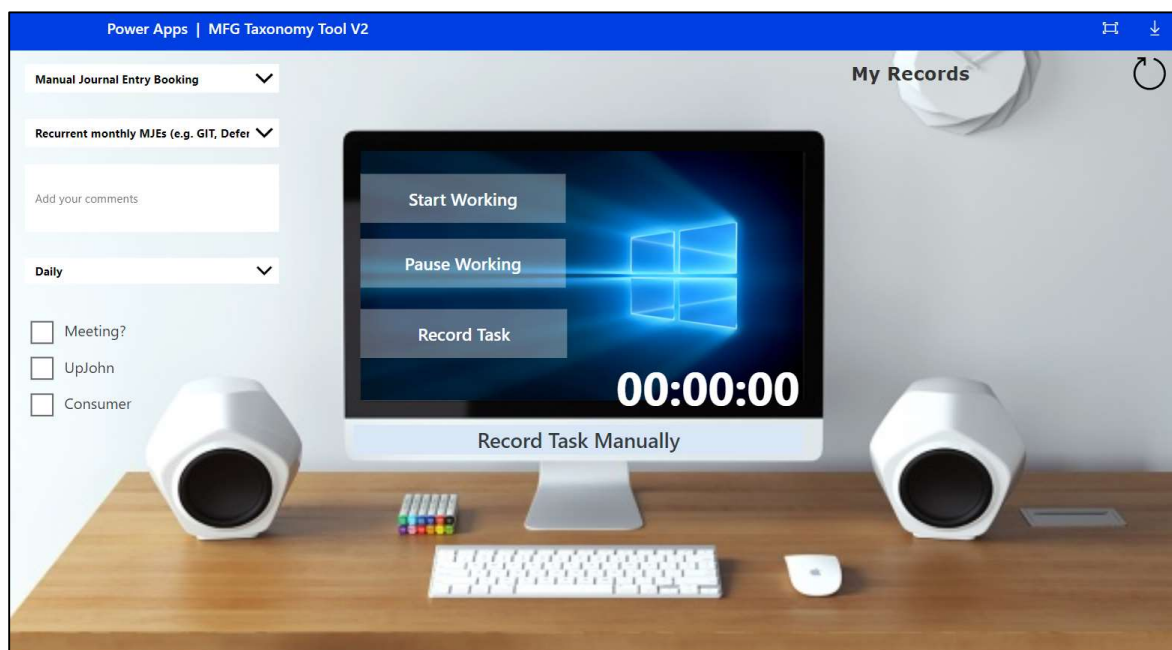 Power Apps | MFG Taxonomy Tool V2
Manual Journal Entry Booking
My Records
Recurrent monthly MJEs (e.g. GIT, Defer
Add your comments
Start Working
Pause Working
Daily
Meeting?
Record Task
UpJohn
Consumer
00:00:00
Record Task Manually